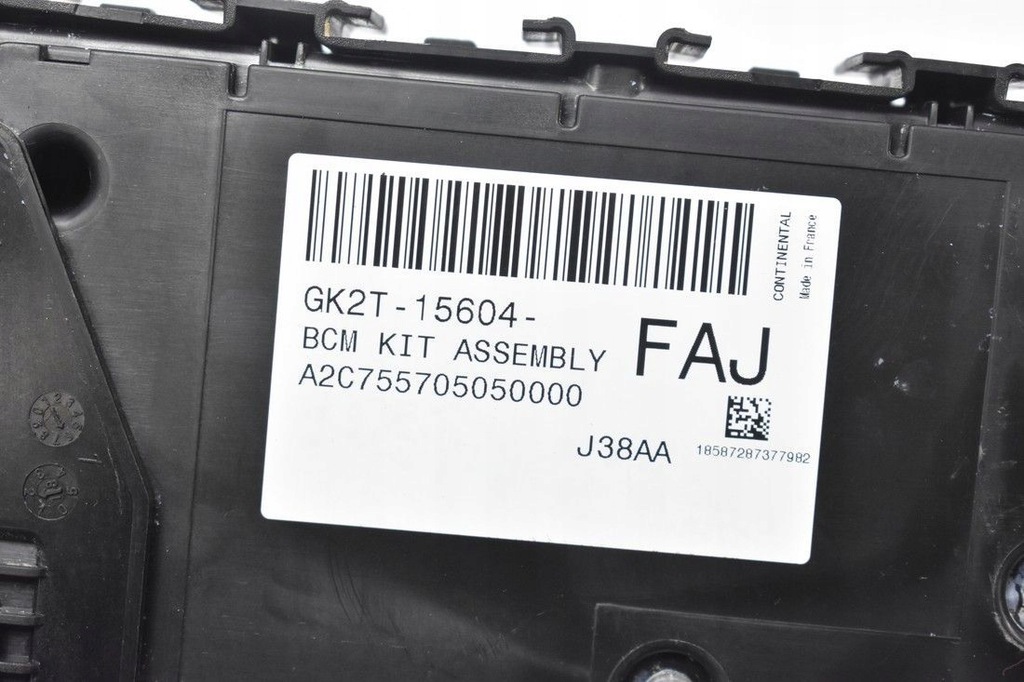 GK2T-15604-
BCM KIT ASSEMBLY
A2C755705050000
FAJ
J38AA
18587287377982
CONTINENTAL
Made in France